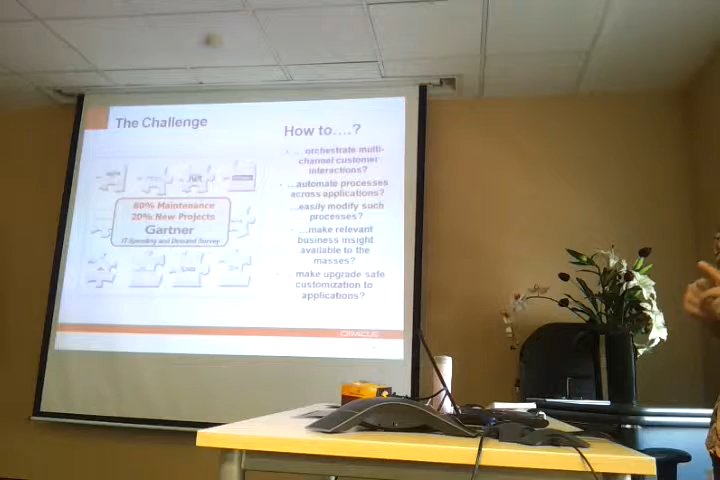 The Challenge
How to....?
... orchestrate multi-
channel customer
interactions?
...automate processes
across applications?
...easily modify such
processes?
...make relevant
business insight
available to the
masses?
... make upgrade safe
customization to
applications?
80% Maintenance
20% New Projects
Gartner
IT Spending and Demand Survey
ORACLE